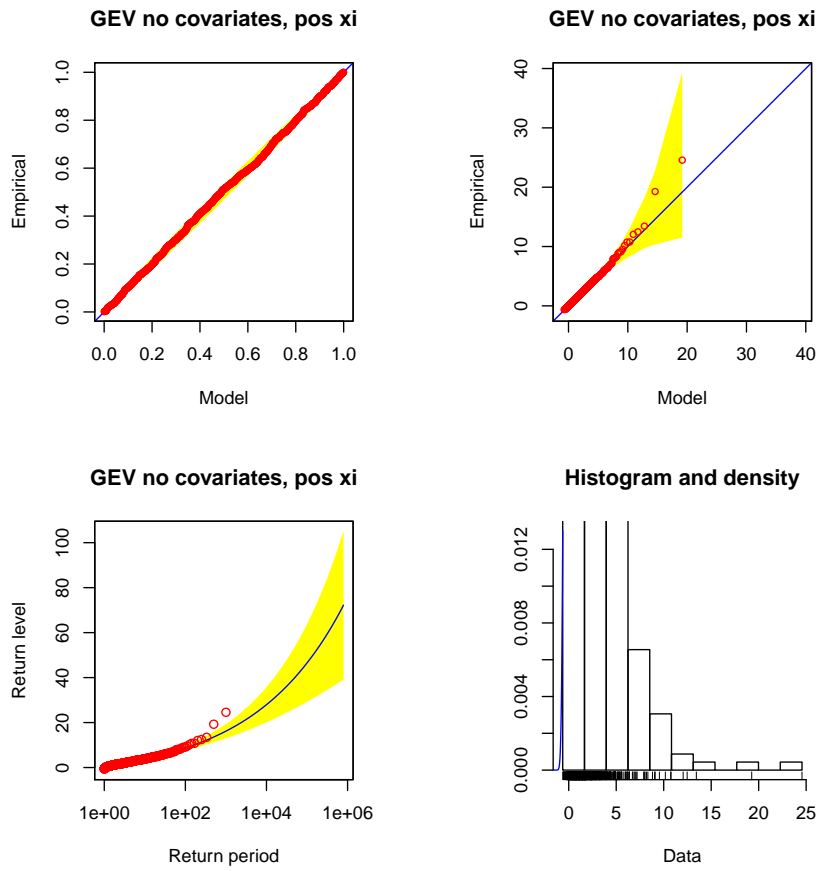 GEV no covariates, pos xi
Empirical
1.0
0.8
0.6
0.4
0.2
0.0
0.0 0.2 0.4 0.6 0.8 1.0
Model
GEV no covariates, pos xi
Empirical
40
30
20
10
0
0 10 20 30 40
Model
GEV no covariates, pos xi
Return level
100
80
60
40
20
0
1e+00 1e+02 1e+04 1e+06
Return period
Histogram and density
0.012
0.008
0.004
0.000
0 5 10 15 20 25
Data